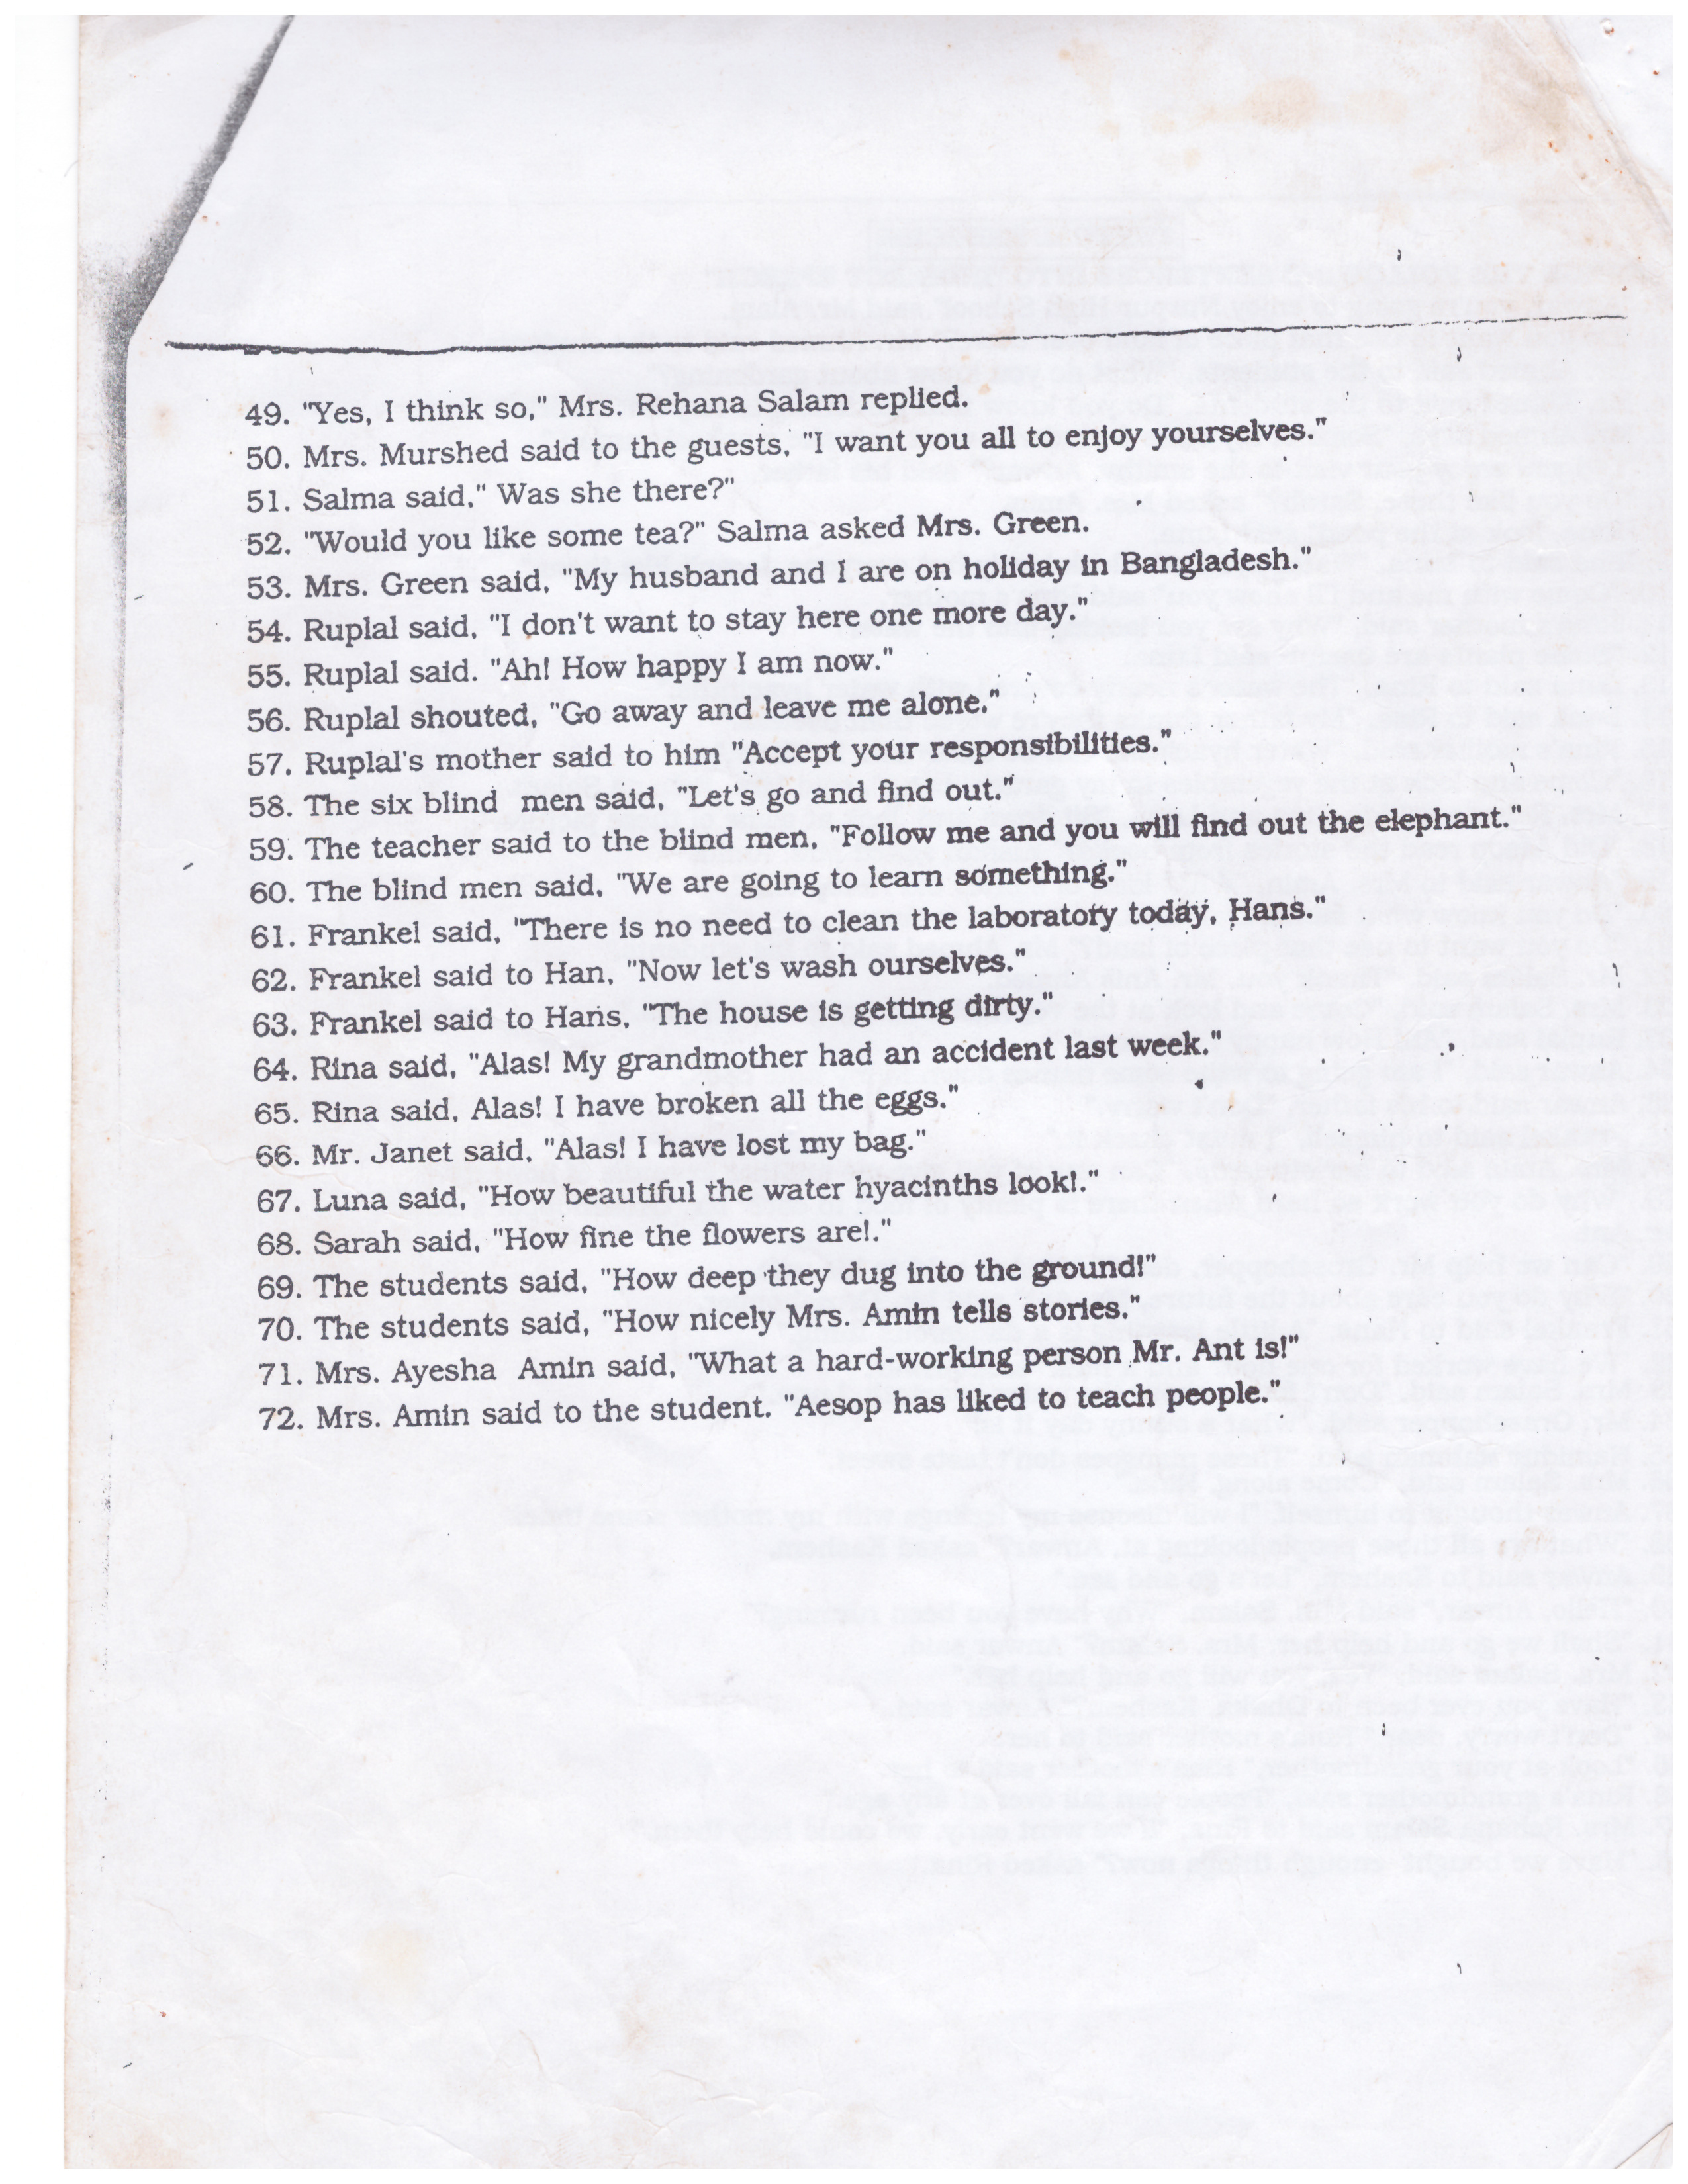 49. "Yes, I think so," Mrs. Rehana Salam replied.
50. Mrs. Murshed said to the guests, "I want you all to enjoy yourselves."
51. Salma said," Was she there?"
52. "Would you like some tea?" Salma asked Mrs. Green.
53. Mrs. Green said, "My husband and I are on holiday in Bangladesh."
54. Ruplal said, "I don't want to stay here one more day."
55. Ruplal said. "Ah! How happy I am now."
56. Ruplal shouted, "Go away and leave me alone."
57. Ruplal's mother said to him "Accept your responsibilities."
58. The six blind men said, "Let's go and find out."
59. The teacher said to the blind men, "Follow me and you will find out the elephant."
60. The blind men said, "We are going to learn something."
61. Frankel said, "There is no need to clean the laboratory today, Hans."
62. Frankel said to Han, "Now let's wash ourselves."
63. Frankel said to Hans, "The house is getting dirty."
64. Rina said, "Alas! My grandmother had an accident last week."
65. Rina said, Alas! I have broken all the eggs."
66. Mr. Janet said, "Alas! I have lost my bag."
67. Luna said, "How beautiful the water hyacinths look!."
68. Sarah said, "How fine the flowers are!."
69. The students said, "How deep they dug into the ground!"
70. The students said, "How nicely Mrs. Amin tells stories."
71. Mrs. Ayesha Amin said, "What a hard-working person Mr. Ant is!"
72. Mrs. Amin said to the student. "Aesop has liked to teach people."